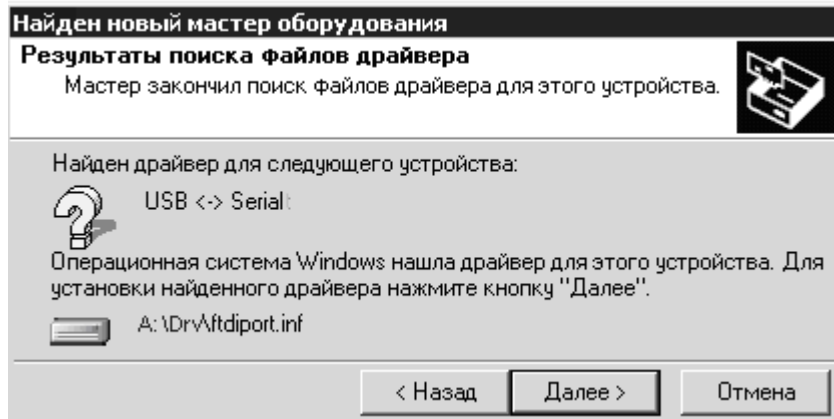 Найден новый мастер оборудования
Результаты поиска файлов драйвера
Мастер закончил поиск файлов драйвера для этого устройства.
Найден драйвер для следующего устройства:
USB <-> Serial
Операционная система Windows нашла драйвер для этого устройства. Для
установки найденного драйвера нажмите кнопку "Далее".
A:\Drv\ftdiport.inf
< Назад
Далее >
Отмена